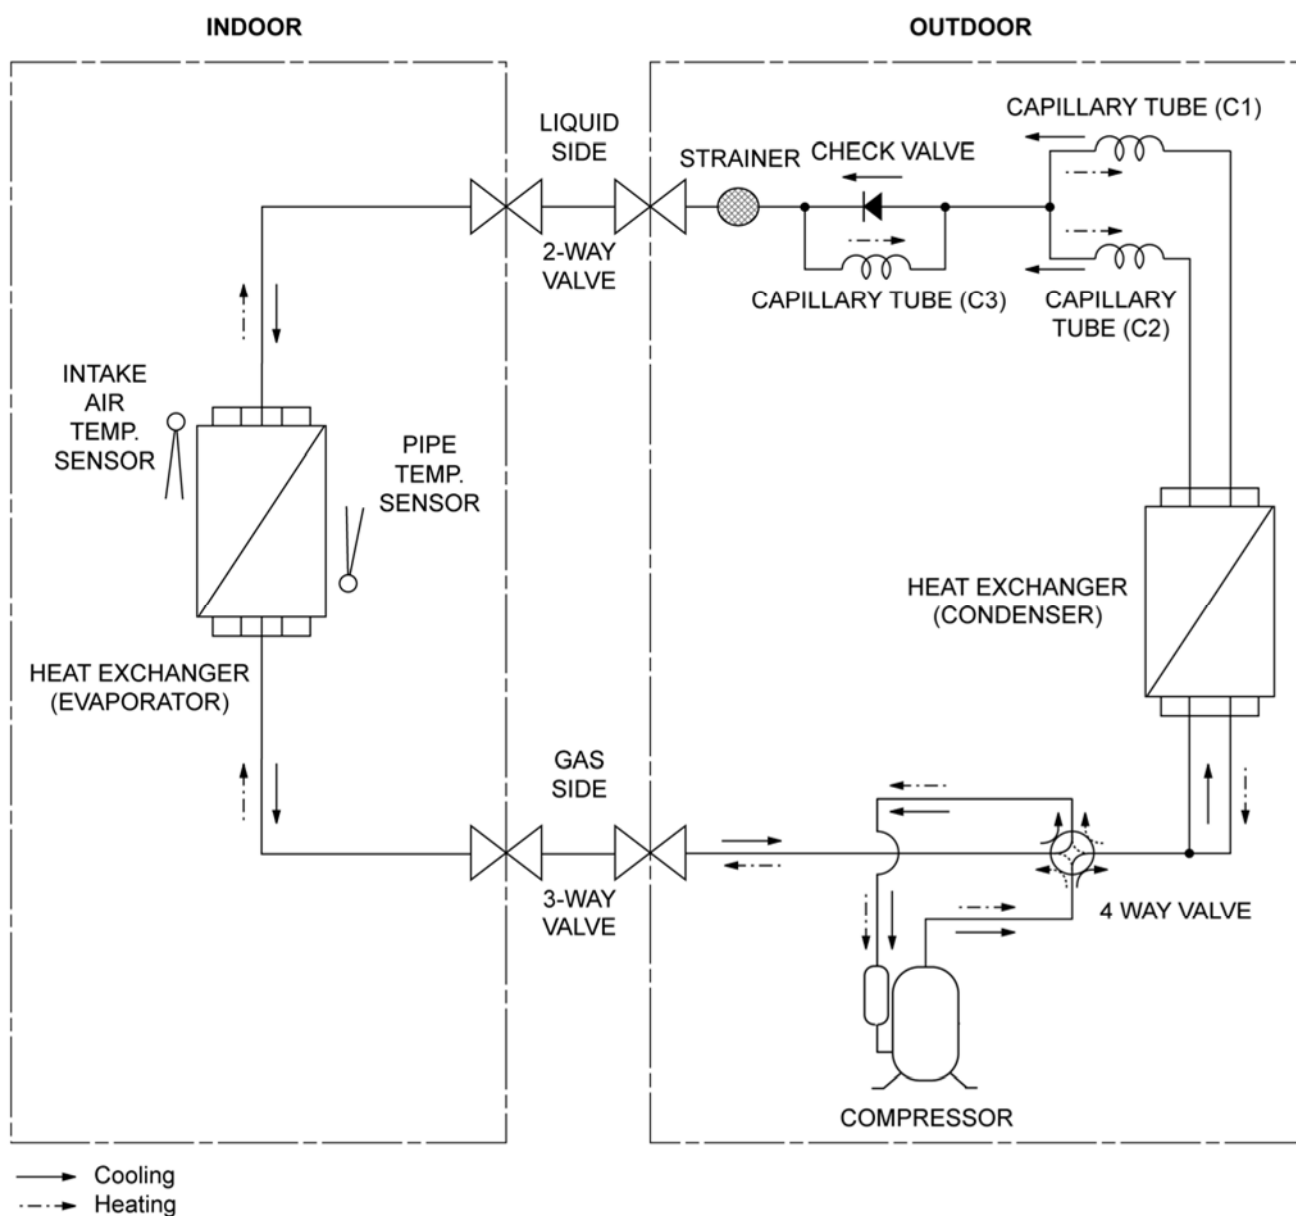 INDOOR
OUTDOOR
LIQUID
SIDE
STRAINER
CHECK VALVE
CAPILLARY TUBE (C1)
2-WAY
VALVE
CAPILLARY TUBE (C3)
CAPILLARY
TUBE (C2)
INTAKE
AIR
TEMP.
SENSOR
PIPE
TEMP.
SENSOR
HEAT EXCHANGER
(EVAPORATOR)
HEAT EXCHANGER
(CONDENSER)
GAS
SIDE
3-WAY
VALVE
4 WAY VALVE
COMPRESSOR
Cooling
Heating